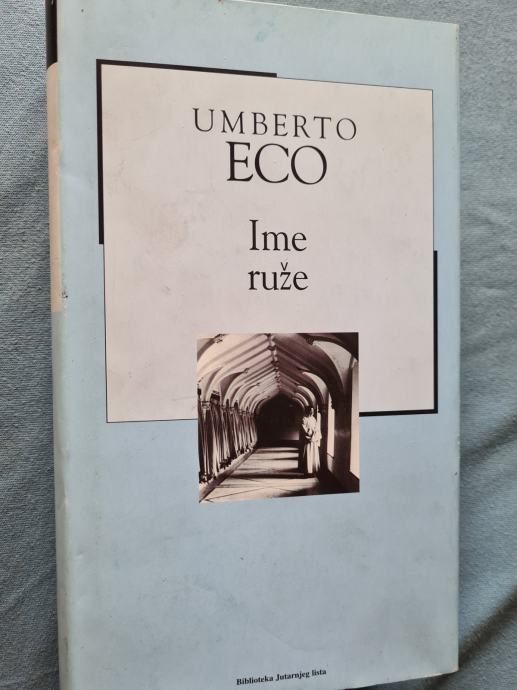 UMBERTO
ECO
Ime
ruže
Biblioteka Jutarnjeg lista